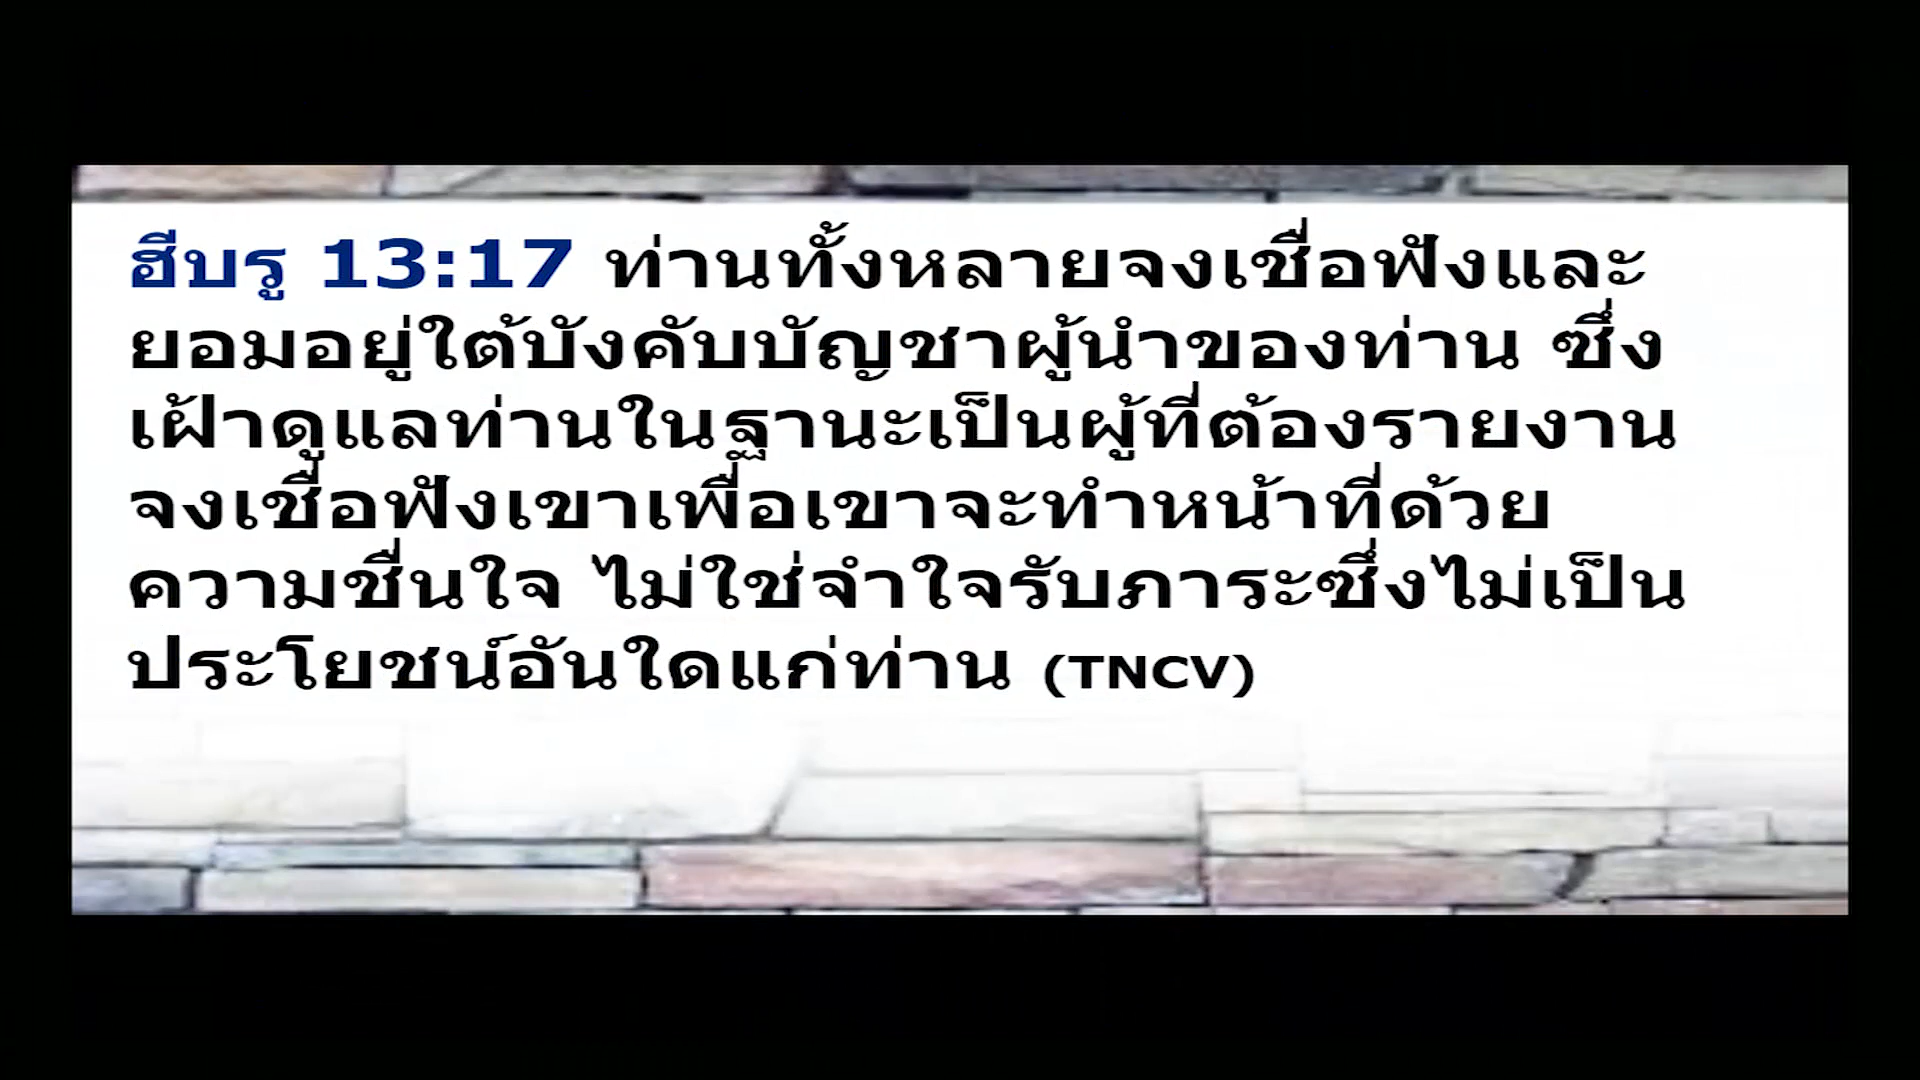 ฮีบรู 13:17 ท่านทั้งหลายจงเชื่อฟังและ
ยอมอยู่ใต้บังคับบัญชาผู้นำของท่าน ซึ่ง
เฝ้าดูแลท่านในฐานะเป็นผู้ที่ต้องรายงาน
จงเชื่อฟังเขาเพื่อเขาจะทำหน้าที่ด้วย
ความชื่นใจ ไม่ใช่จำใจรับภาระซึ่งไม่เป็น
ประโยชน์อันใดแก่ท่าน (TNCV)